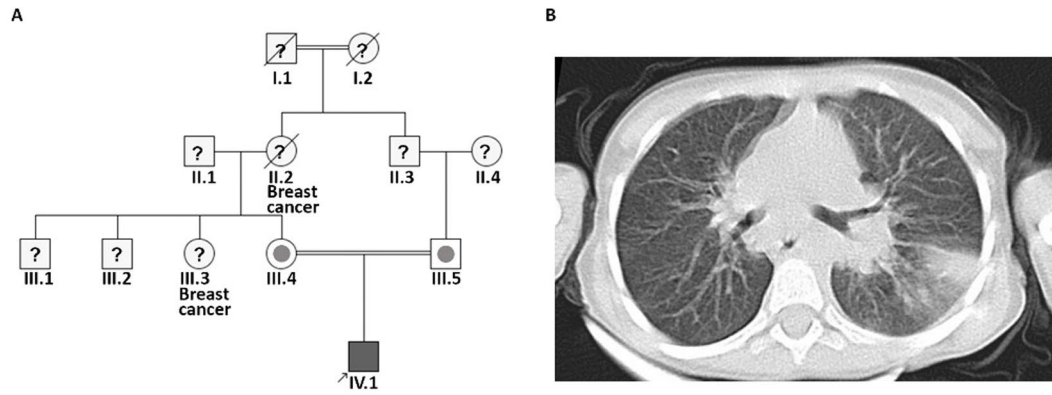 A
B
? ?
I.1 I.2
? ? ? ?
II.1 II.2 II.3 II.4
Breast
cancer
? ? ?
III.1 III.2 III.3 III.4 III.5
Breast
cancer
IV.1